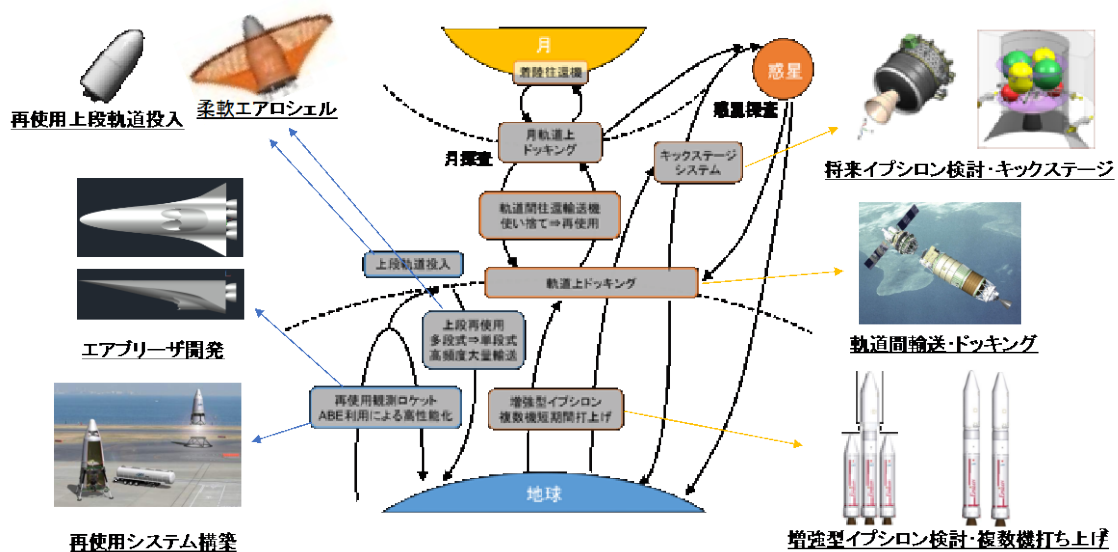 月
着陸往還機
惑星
再使用上段軌道投入
柔軟エアロシェル
惑星探査
月軌道上
ドッキング
月探査
キックステージ
システム
将来イプシロン検討・キックステージ
軌道間往還輸送機
使い捨て⇒再使用
上段軌道投入
軌道上ドッキング
上段再使用
多段式⇒単段式
高頻度大量輸送
エアブリーザ開発
軌道間輸送・ドッキング
再使用観測ロケット
ABE利用による高性能化
増強型イプシロン
複数機短期間打上げ
地球
再使用システム構築
増強型イプシロン検討・複数機打ち上げ